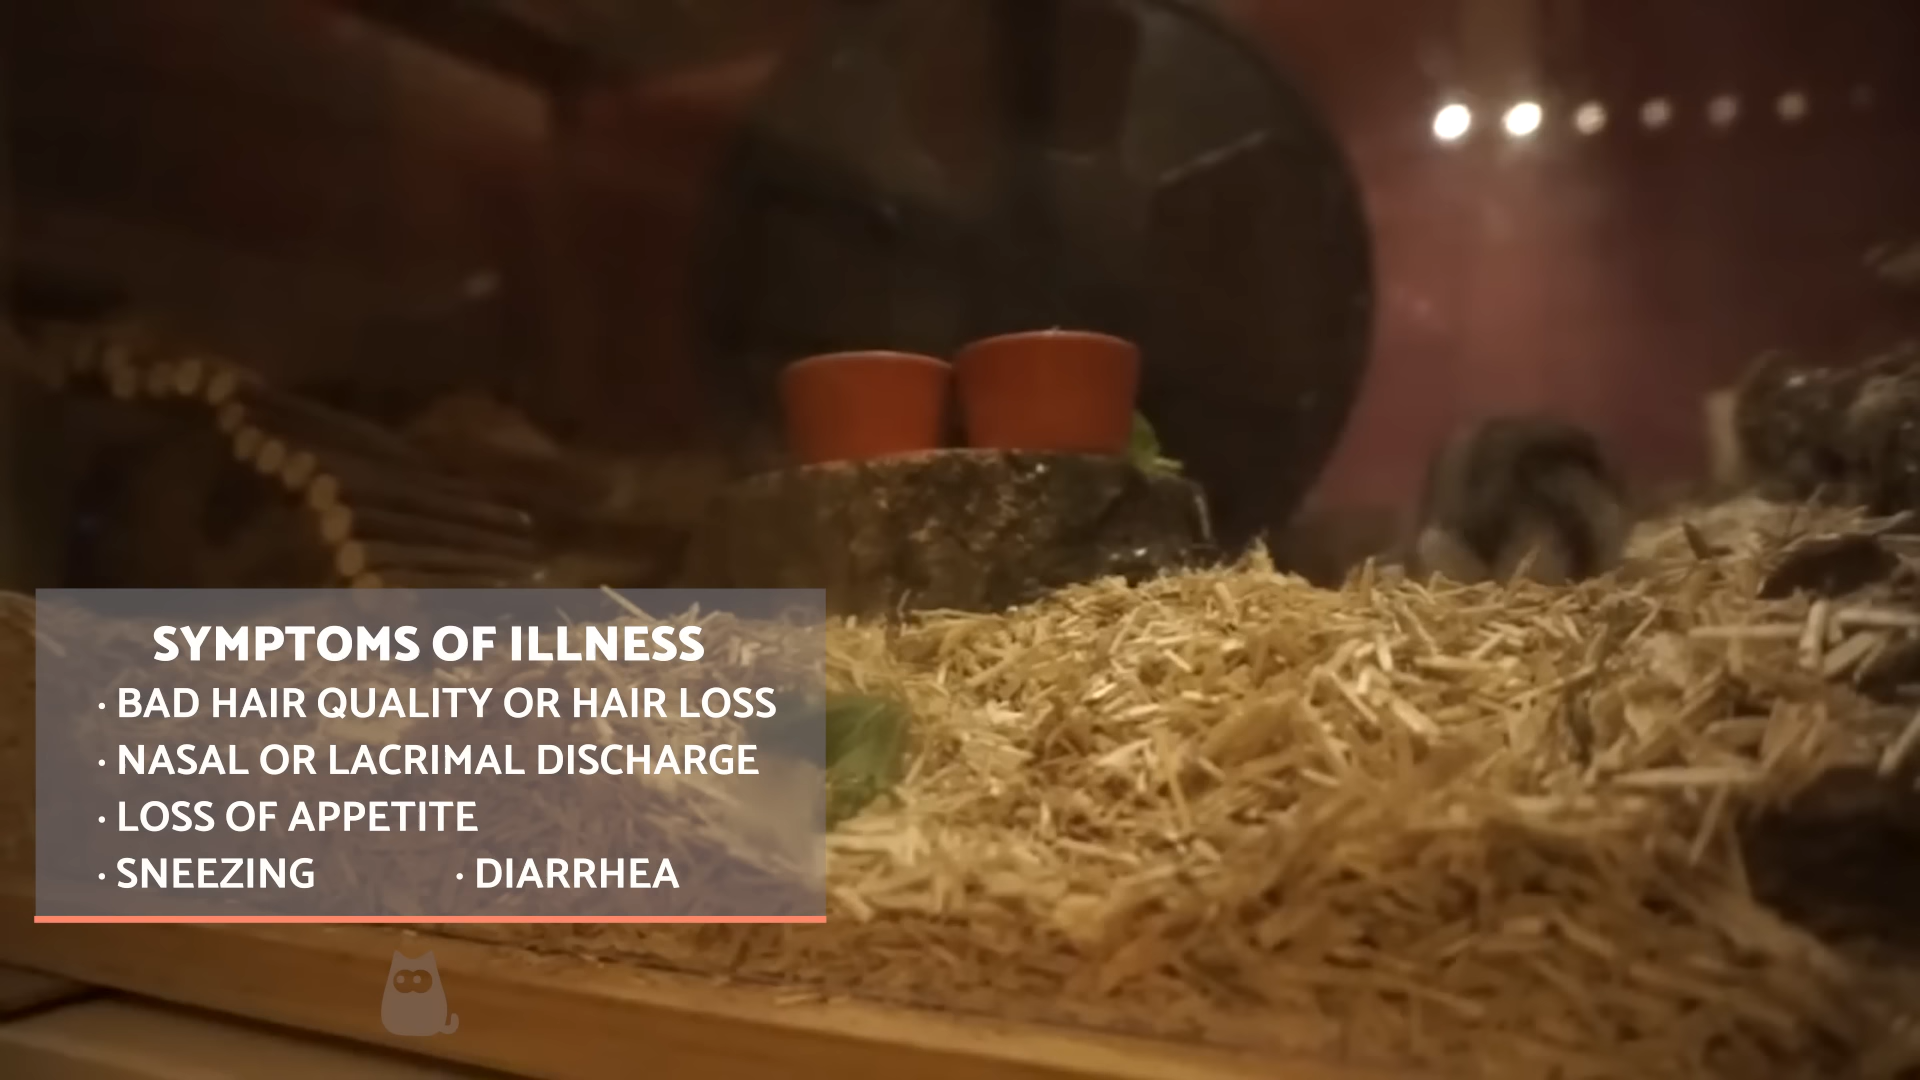 SYMPTOMS OF ILLNESS
· BAD HAIR QUALITY OR HAIR LOSS
· NASAL OR LACRIMAL DISCHARGE
· LOSS OF APPETITE
· SNEEZING · DIARRHEA